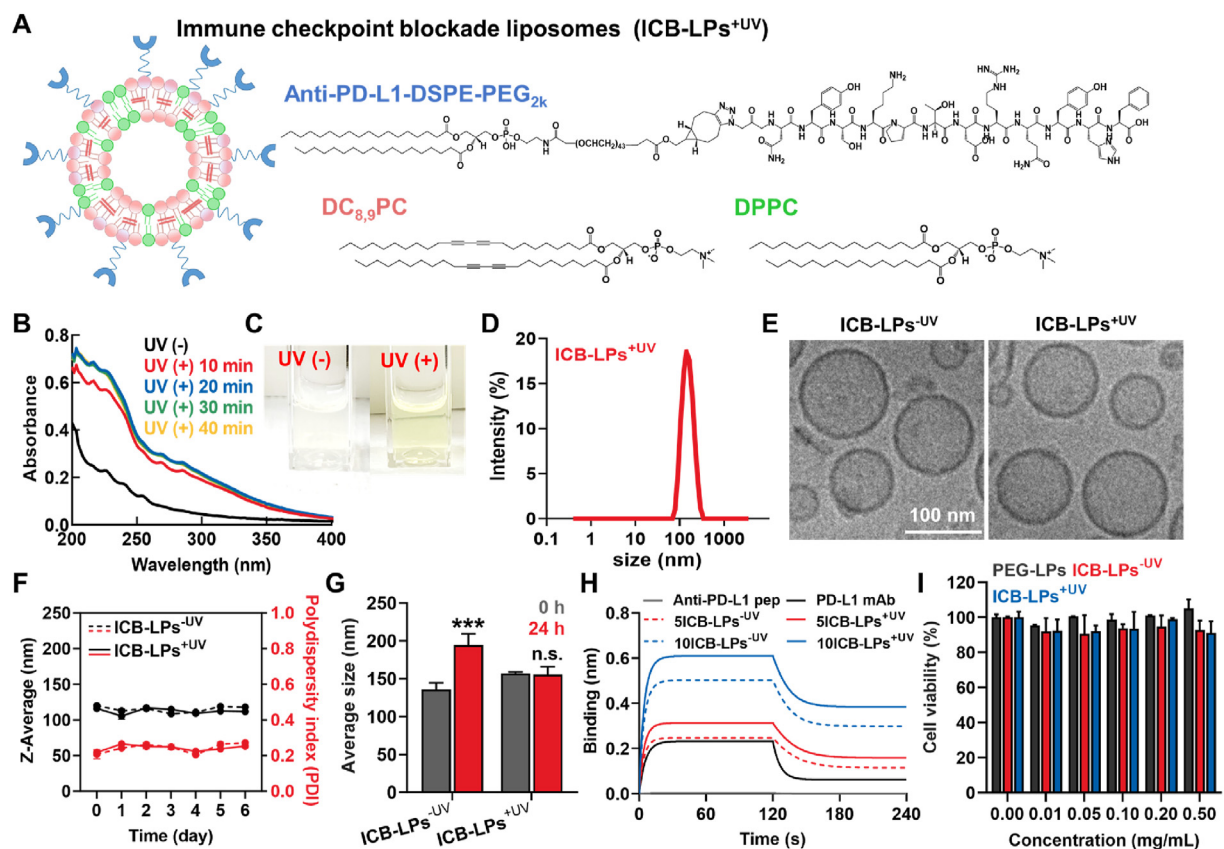 A Immune checkpoint blockade liposomes (ICB-LPs+UV)
Anti-PD-L1-DSPE-PEG2k
DC8,9PC
DPPC
B
UV (-)
UV (+) 10 min
UV (+) 20 min
UV (+) 30 min
UV (+) 40 min
Absorbance
0.8
0.6
0.4
0.2
0.0
200 250 300 350 400
Wavelength (nm)
C
UV (-) UV (+)
D
ICB-LPs+UV
Intensity (%)
20
15
10
5
0
0.1 1 10 100 1000
size (nm)
E
ICB-LPs-UV ICB-LPs+UV
100 nm
F
Z-Average (nm)
250
200
150
100
50
0
ICB-LPs-UV
ICB-LPs+UV
1.0
0.8
0.6
0.4
0.2
0.0
Polydispersity index (PDI)
0 1 2 3 4 5 6
Time (day)
G
Average size (nm)
250
200
150
100
50
0
***
0 h
24 h
n.s.
ICB-LPs-UV
ICB-LPs+UV
H
Binding (nm)
0.8
0.6
0.4
0.2
0.0
Anti-PD-L1 pep PD-L1 mAb
5ICB-LPs-UV 5ICB-LPs+UV
10ICB-LPs-UV 10ICB-LPs+UV
0 60 120 180 240
Time (s)
I
PEG-LPs ICB-LPs-UV
ICB-LPs+UV
Cell viability (%)
120
100
80
60
40
20
0
0.00 0.01 0.05 0.10 0.20 0.50
Concentration (mg/mL)